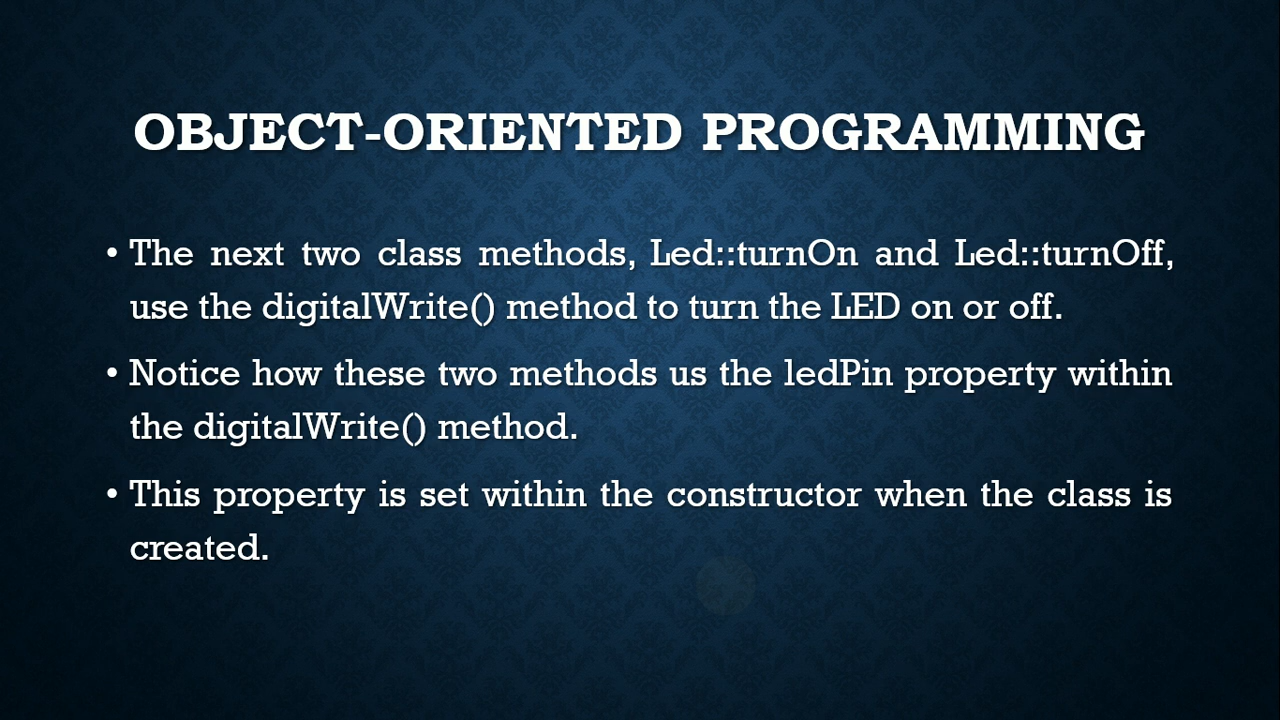 OBJECT-ORIENTED PROGRAMMING
• The next two class methods, Led::turnOn and Led::turnOff,
use the digitalWrite() method to turn the LED on or off.
• Notice how these two methods us the ledPin property within
the digitalWrite() method.
• This property is set within the constructor when the class is
created.